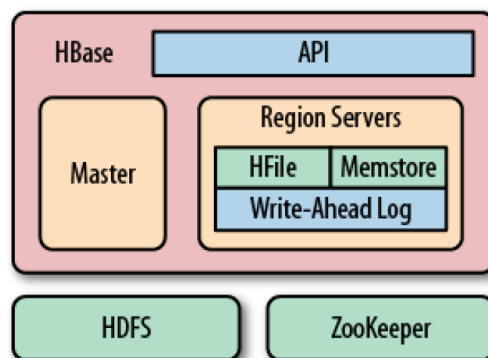 HBase
API
Master
Region Servers
HFile
Memstore
Write-Ahead Log
HDFS
ZooKeeper